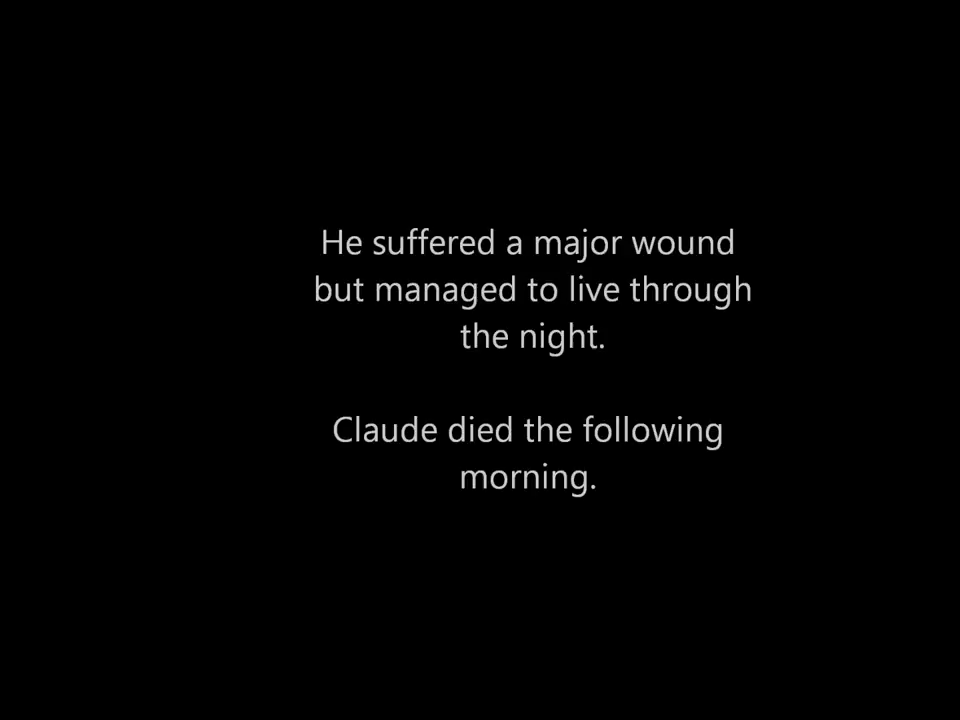 He suffered a major wound
but managed to live through
the night.
Claude died the following
morning.